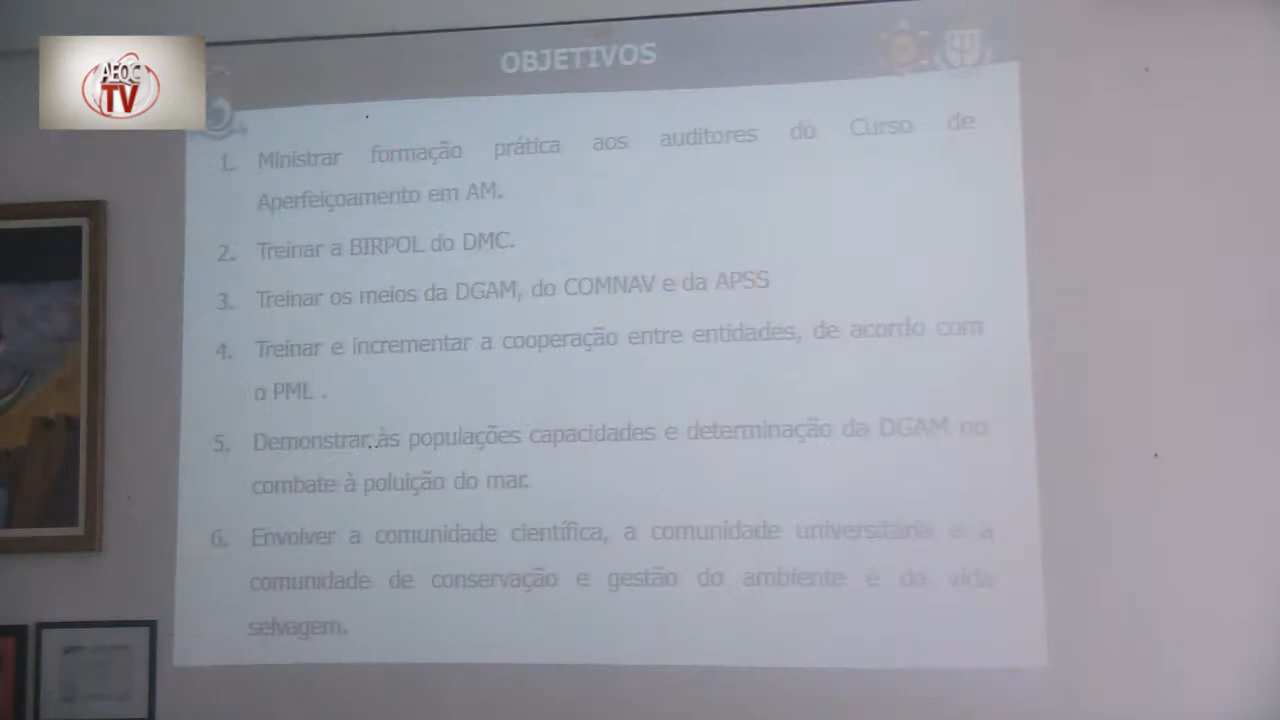 AEQC
TV
OBJETIVOS
1. Ministrar formação prática aos auditores do Curso de
Aperfeiçoamento em AM.
2. Treinar a BIRPOL do DMC.
3. Treinar os meios da DGAM, do COMNAV e da APSS
4. Treinar e incrementar a cooperação entre entidades, de acordo com
o PML .
5. Demonstrar às populações capacidades e determinação da DGAM no
combate à poluição do mar.
6. Envolver a comunidade científica, a comunidade universitária e a
comunidade de conservação e gestão do ambiente e da vida
selvagem.